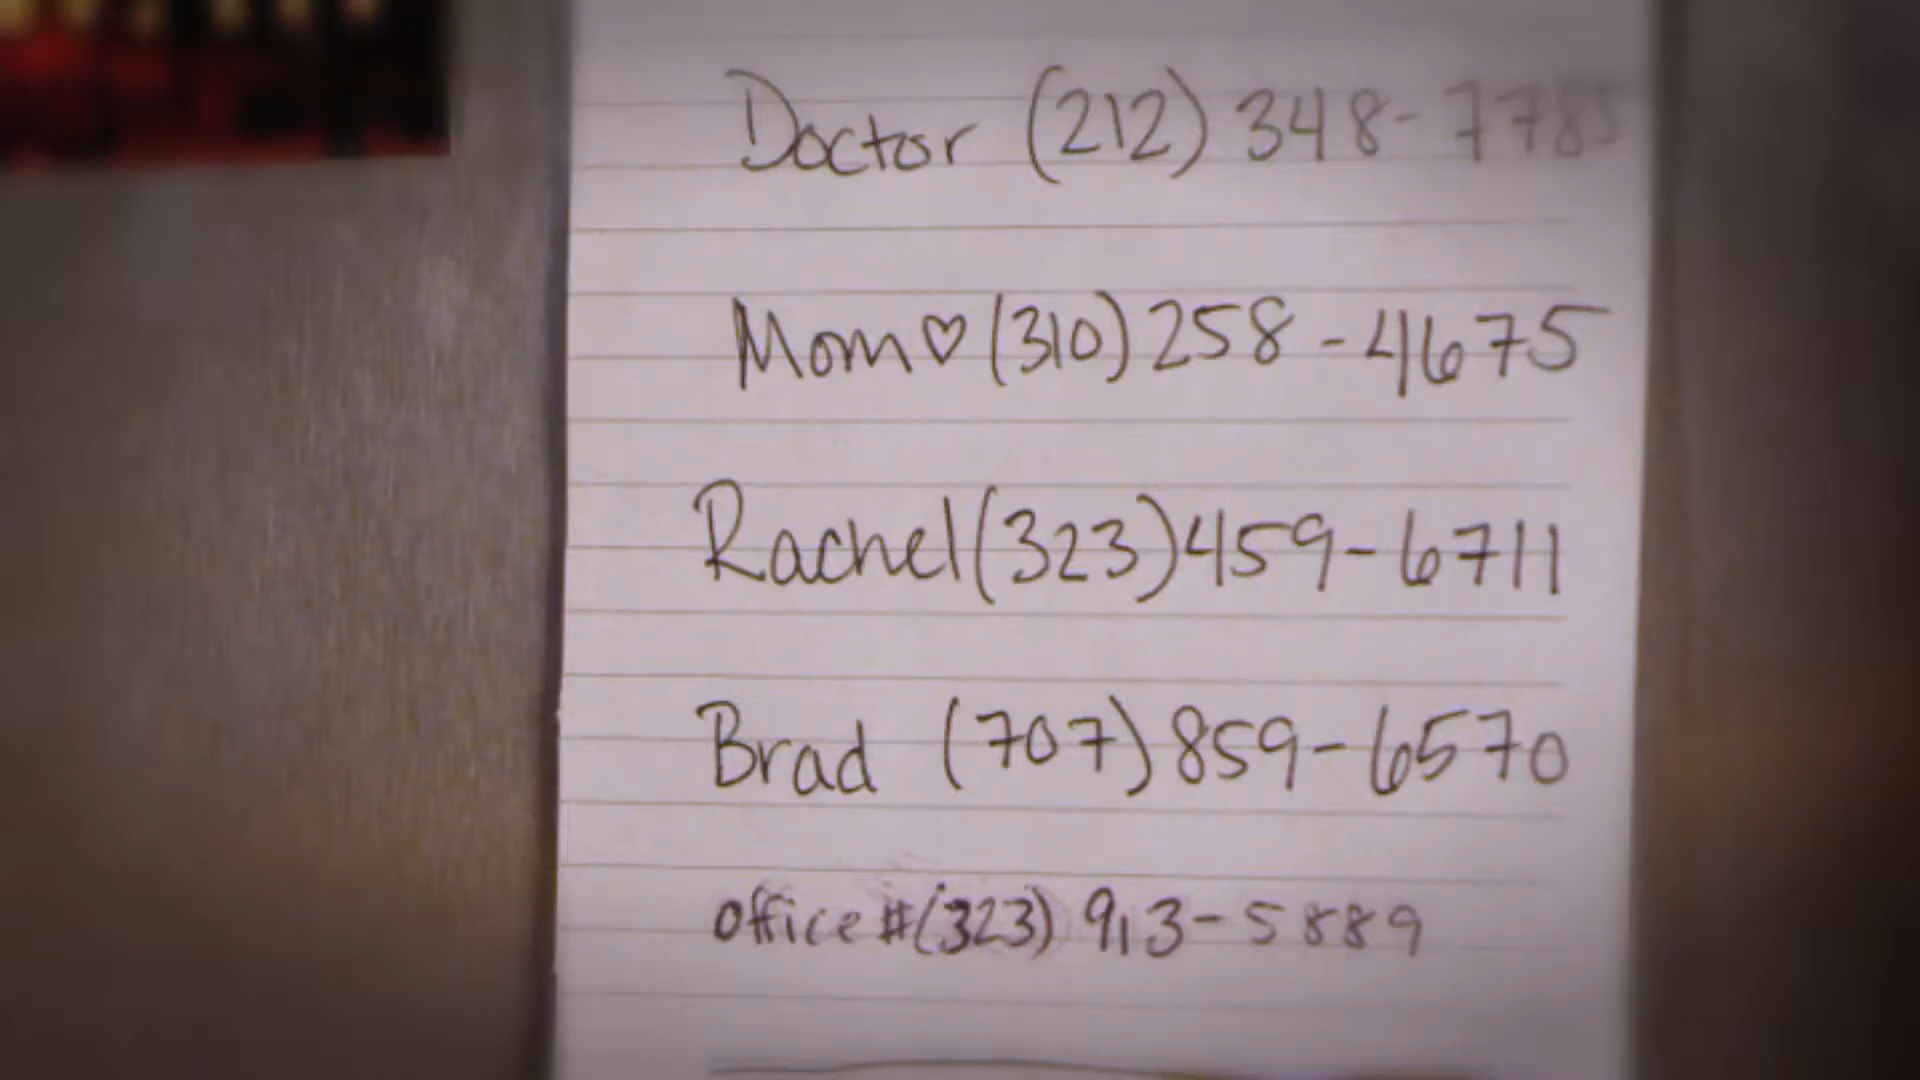 Doctor (212) 348-7785
Mom♡(310) 258-4675
Rachel(323)459-6711
Brad (707)859-6570
office #(323) 913-5889